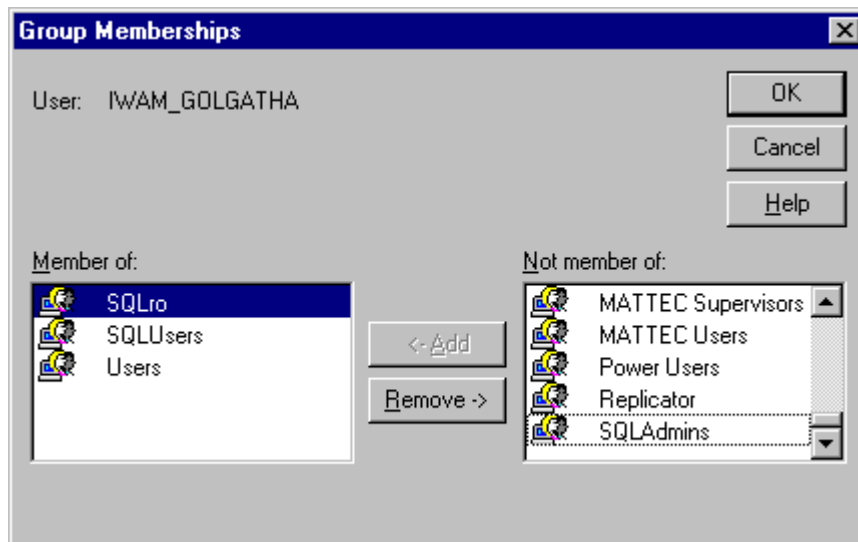 Group Memberships
User: IWAM_GOLGATHA
OK
Cancel
Help
Member of:
SQLro
SQLUsers
Users
<- Add
Remove ->
Not member of:
MATTEC Supervisors
MATTEC Users
Power Users
Replicator
SQLAdmins